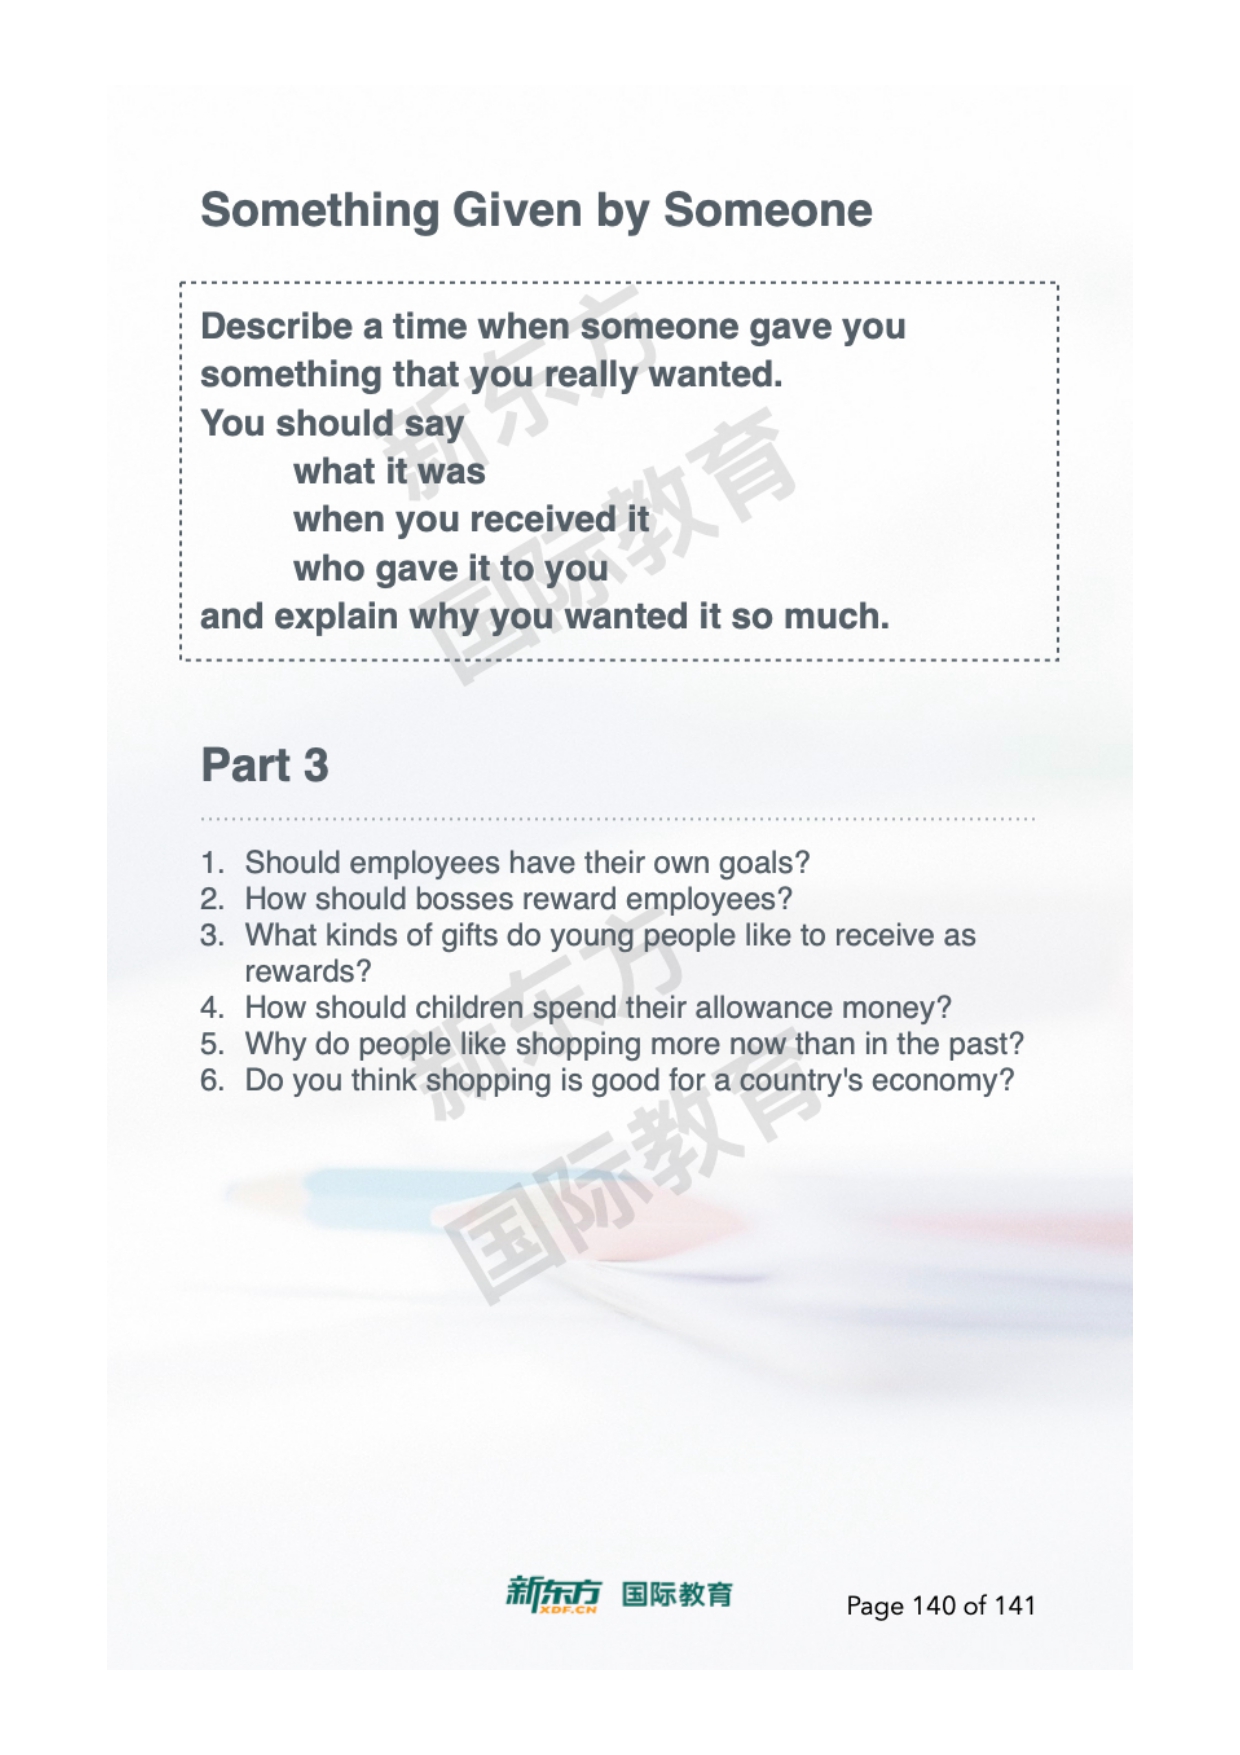 Something Given by Someone
Describe a time when someone gave you
something that you really wanted.
You should say
what it was
when you received it
who gave it to you
and explain why you wanted it so much.
新东方
国际教育
Part 3
1. Should employees have their own goals?
2. How should bosses reward employees?
3. What kinds of gifts do young people like to receive as
rewards?
4. How should children spend their allowance money?
5. Why do people like shopping more now than in the past?
6. Do you think shopping is good for a country's economy?
新东方
国际教育
新东方 国际教育
XDF.CN
Page 140 of 141